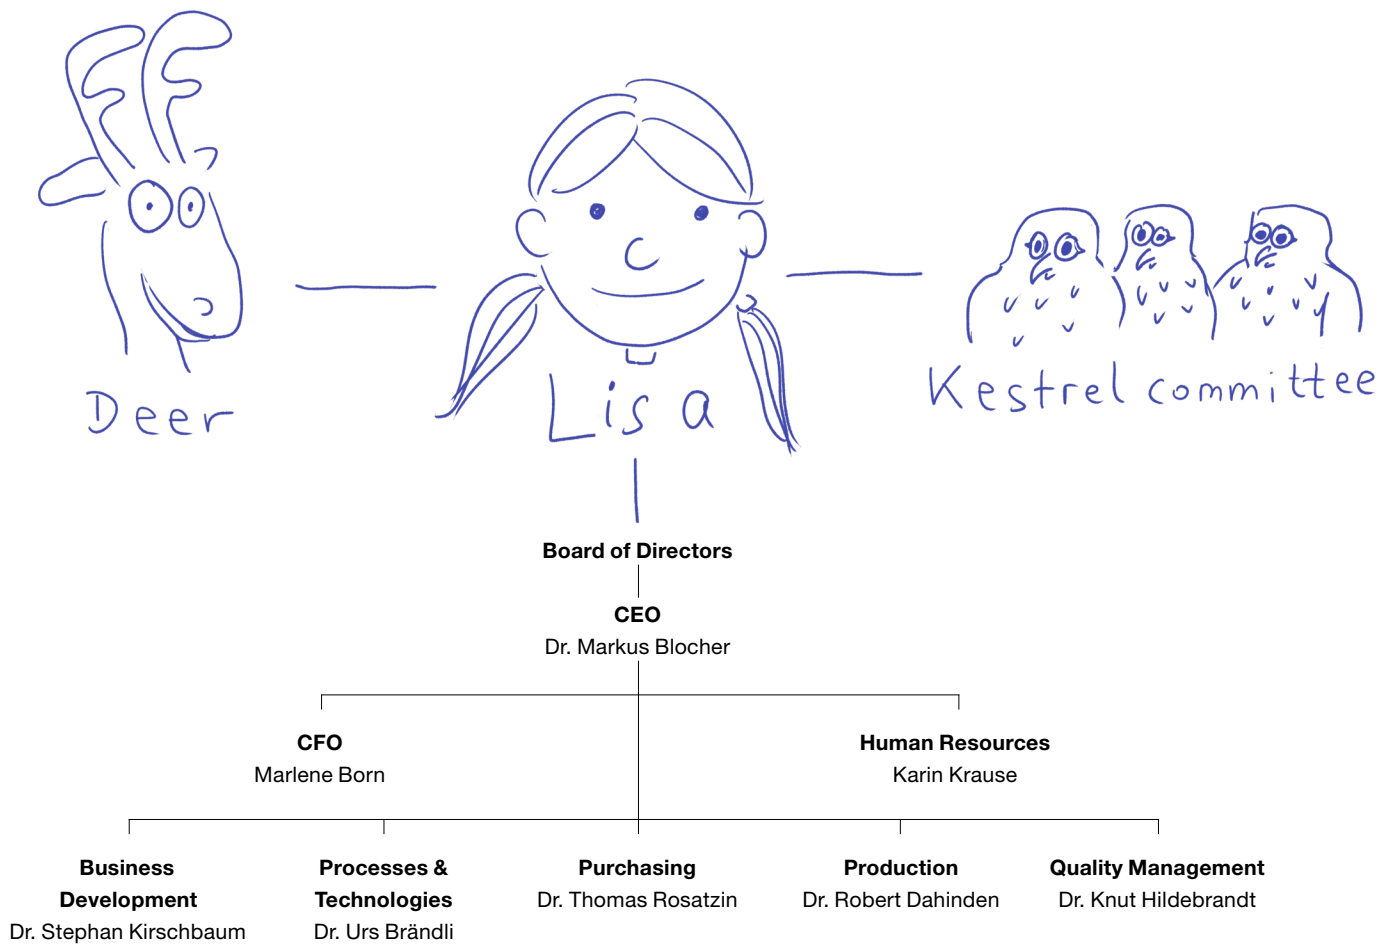 Deer
Lisa
Kestrel committee
Board of Directors
CEO
Dr. Markus Blocher
CFO
Marlene Born
Human Resources
Karin Krause
Business
Development
Dr. Stephan Kirschbaum
Processes &
Technologies
Dr. Urs Brändli
Purchasing
Dr. Thomas Rosatzin
Production
Dr. Robert Dahinden
Quality Management
Dr. Knut Hildebrandt